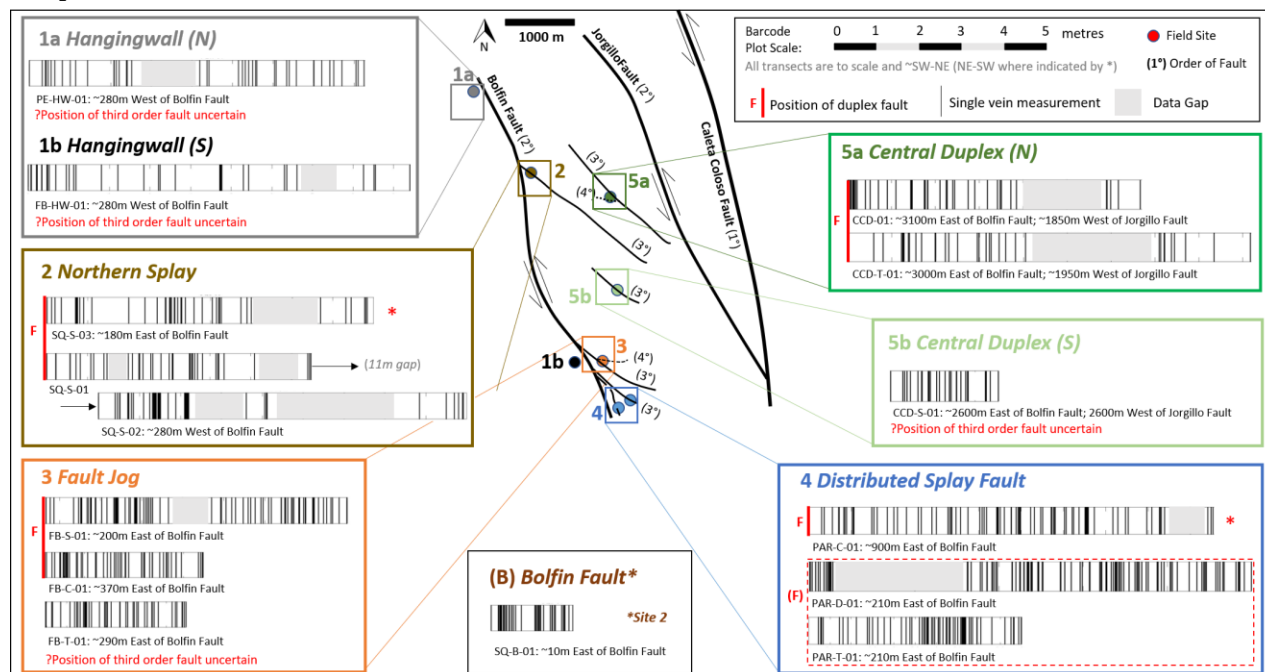 1a Hangingwall (N)
PE-HW-01: ~280m West of Bolfin Fault
?Position of third order fault uncertain
1b Hangingwall (S)
FB-HW-01: ~280m West of Bolfin Fault
?Position of third order fault uncertain
2 Northern Splay
F
*
SQ-S-03: ~180m East of Bolfin Fault
(11m gap)
SQ-S-01
SQ-S-02: ~280m West of Bolfin Fault
3 Fault Jog
F
FB-S-01: ~200m East of Bolfin Fault
FB-C-01: ~370m East of Bolfin Fault
FB-T-01: ~290m East of Bolfin Fault
?Position of third order fault uncertain
N
1000 m
1a
Bolfin Fault (2°)
JorgilloFault (2°)
Caleta Coloso Fault (1°)
2
(3°)
5a
(4°)
(3°)
5b
(3°)
1b
3
(4°)
(3°)
4
(3°)
(B) Bolfin Fault*
*Site 2
SQ-B-01: ~10m East of Bolfin Fault
Barcode Plot Scale:
0 1 2 3 4 5 metres
Field Site
All transects are to scale and ~SW-NE (NE-SW where indicated by *)
(1°) Order of Fault
F Position of duplex fault
Single vein measurement
Data Gap
5a Central Duplex (N)
F
CCD-01: ~3100m East of Bolfin Fault; ~1850m West of Jorgillo Fault
CCD-T-01: ~3000m East of Bolfin Fault; ~1950m West of Jorgillo Fault
5b Central Duplex (S)
CCD-S-01: ~2600m East of Bolfin Fault; 2600m West of Jorgillo Fault
?Position of third order fault uncertain
4 Distributed Splay Fault
F
*
PAR-C-01: ~900m East of Bolfin Fault
(F)
PAR-D-01: ~210m East of Bolfin Fault
PAR-T-01: ~210m East of Bolfin Fault